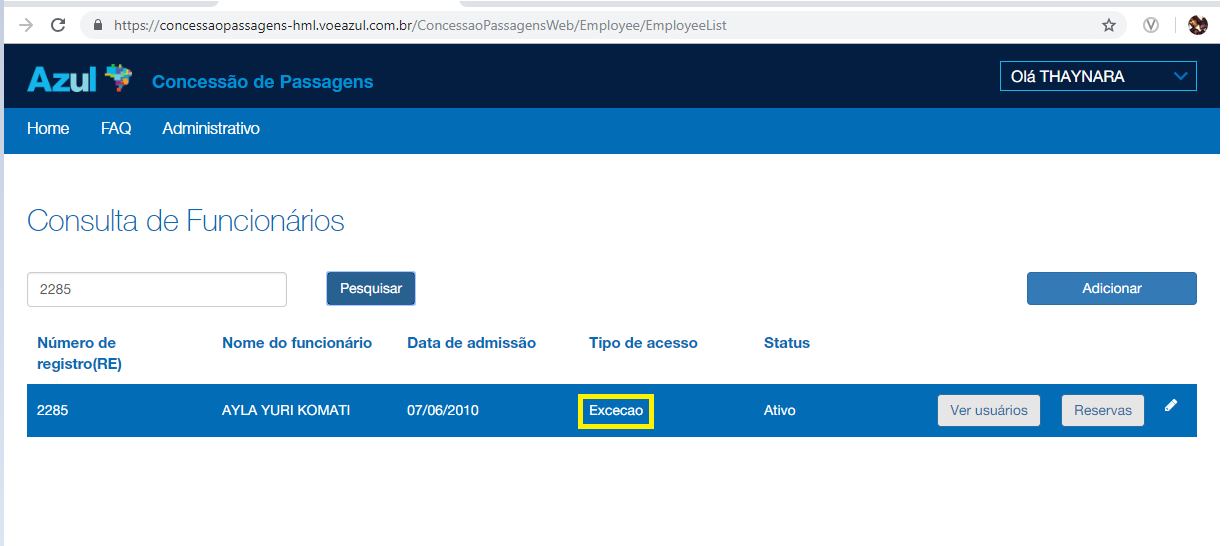 https://concessaopassagens-hml.voeazul.com.br/ConcessaoPassagensWeb/Employee/EmployeeList
Azul Concessão de Passagens
Olá THAYNARA
Home FAQ Administrativo
Consulta de Funcionários
2285 Pesquisar Adicionar
Número de registro(RE) Nome do funcionário Data de admissão Tipo de acesso Status
2285 AYLA YURI KOMATI 07/06/2010 Excecao Ativo Ver usuários Reservas